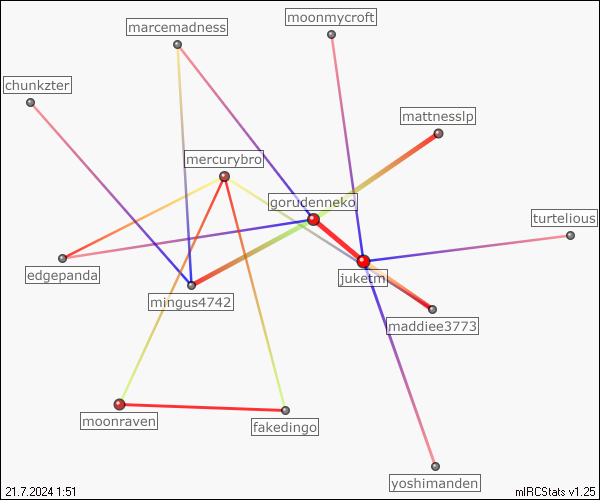 moonmycroft
marcemadness
chunkzter
mattnesslp
mercurybro
gorudenneko
turtelious
edgepanda
juketm
mingus4742
maddiee3773
moonraven
fakedingo
yoshimanden
21.7.2024 1:51
mIRCStats v1.25